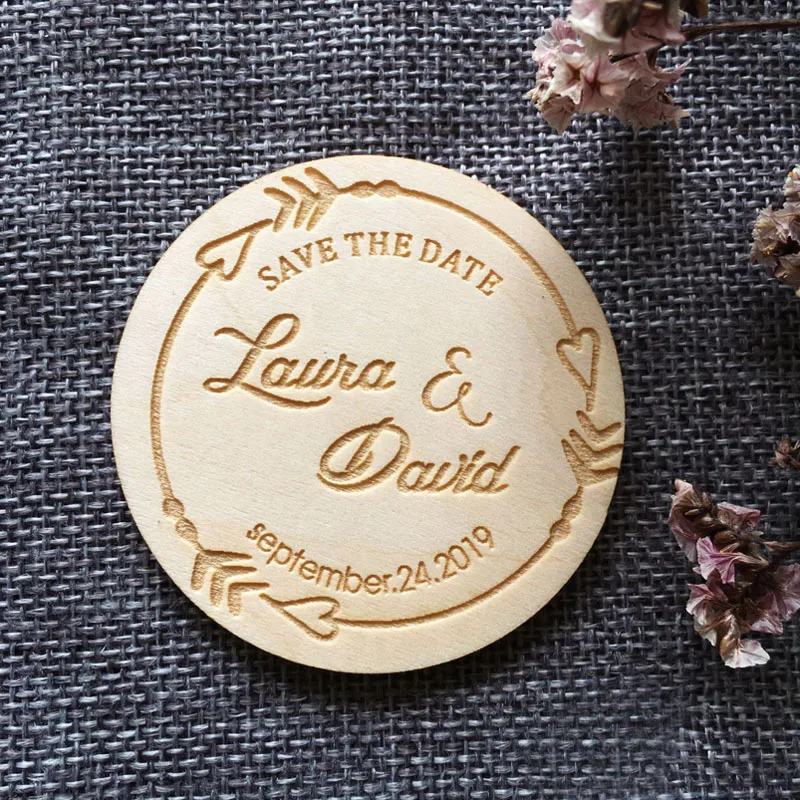 SAVE THE DATE
Laura &
David
september.24.2019